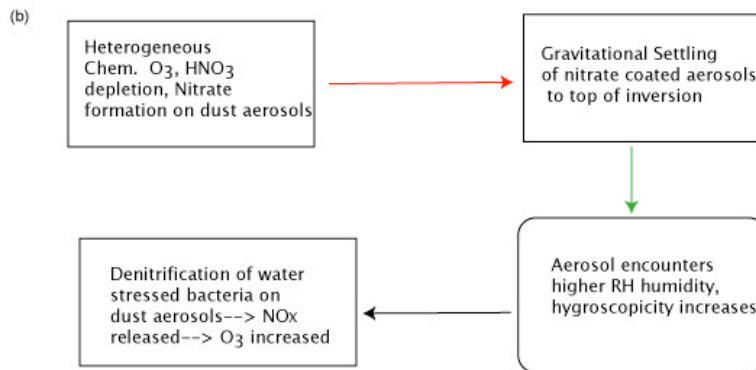 (b)
Heterogeneous
Chem. O3, HNO3
depletion, Nitrate
formation on dust aerosols
Gravitational Settling
of nitrate coated aerosols
to top of inversion
Aerosol encounters
higher RH humidity,
hygroscopicity increases
Denitrification of water
stressed bacteria on
dust aerosols--> NOx
released--> O3 increased